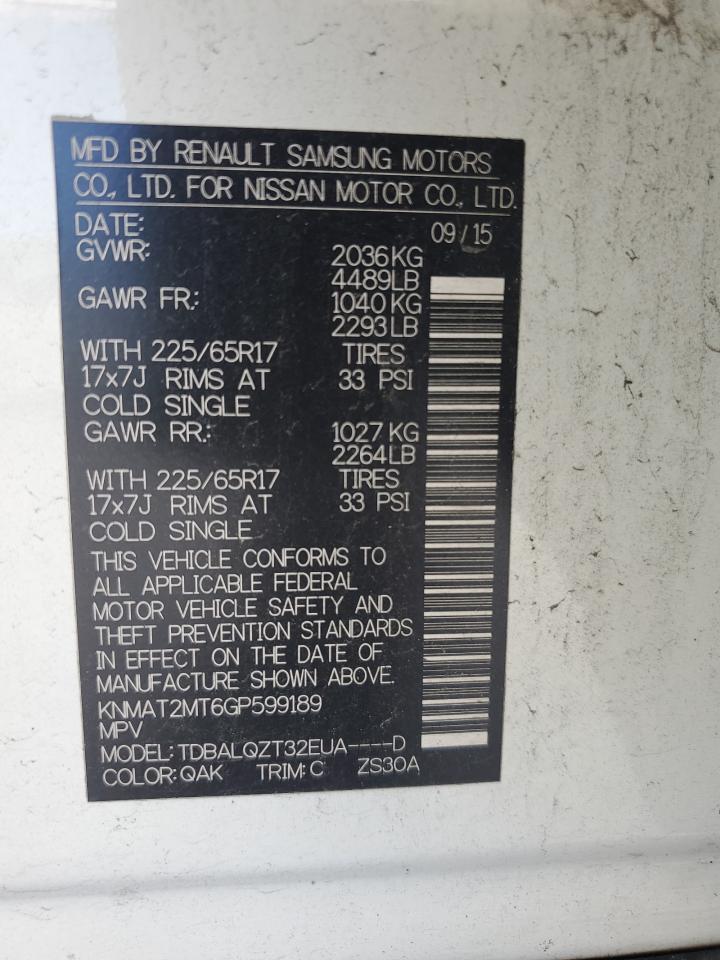 MFD BY RENAULT SAMSUNG MOTORS
CO., LTD. FOR NISSAN MOTOR CO., LTD.
DATE: 09/15
GVWR: 2036KG
4489LB
GAWR FR.: 1040KG
2293LB
WITH 225/65R17 TIRES
17x7J RIMS AT 33 PSI
COLD SINGLE
GAWR RR.: 1027KG
2264LB
WITH 225/65R17 TIRES
17x7J RIMS AT 33 PSI
COLD SINGLE
THIS VEHICLE CONFORMS TO
ALL APPLICABLE FEDERAL
MOTOR VEHICLE SAFETY AND
THEFT PREVENTION STANDARDS
IN EFFECT ON THE DATE OF
MANUFACTURE SHOWN ABOVE.
KNMAT2MT6GP599189
MPV
MODEL: TDBALQZT32EUA----D
COLOR: QAK TRIM: C ZS30A